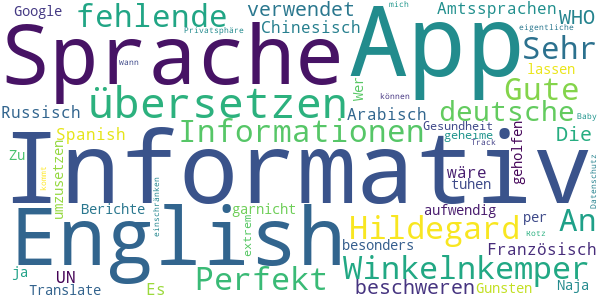 Google
fehlende
verwendet
mich
Amtssprachen
WHO
Sprache
App
Privatsphäre
Chinesisch
eigentliche
Sehr
Wann
Wer
lassen
Gute
können
Russisch
übersetzen
Arabisch
deutsche
Baby
Spanish
Informationen
Gesundheit
geheime
Track
geholfen
Die
Zu
umzusetzen
Informativ
kommt
wäre
tuhen
Datenschutz
Berichte
einschränken
garnicht
aufwendig
per
An
English
extrem
Hildegard
Kotz
besonders
Französisch
ja
UN
Es
Perfekt
Winkelnkemper
Translate
beschweren
Gunsten
Naja